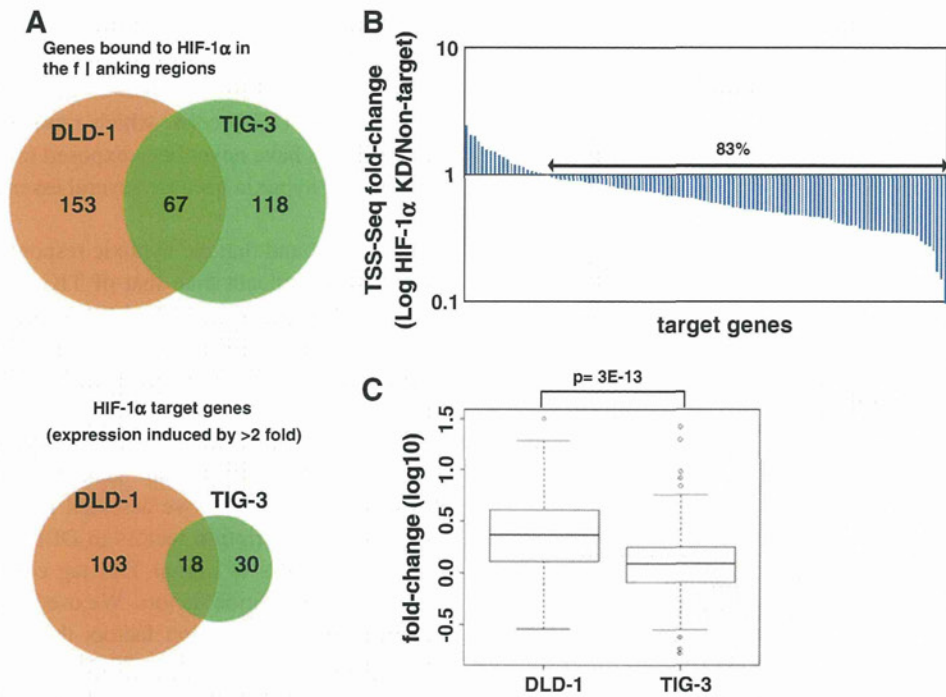 A
Genes bound to HIF-1α in
the f l anking regions
DLD-1
TIG-3
153
67
118
HIF-1α target genes
(expression induced by >2 fold)
DLD-1
TIG-3
103
18
30
B
TSS-Seq fold-change
(Log HIF-1α KD/Non-target)
10
1
0.1
83%
target genes
C
p= 3E-13
fold-change (log10)
1.5
1.0
0.5
0.0
-0.5
DLD-1
TIG-3